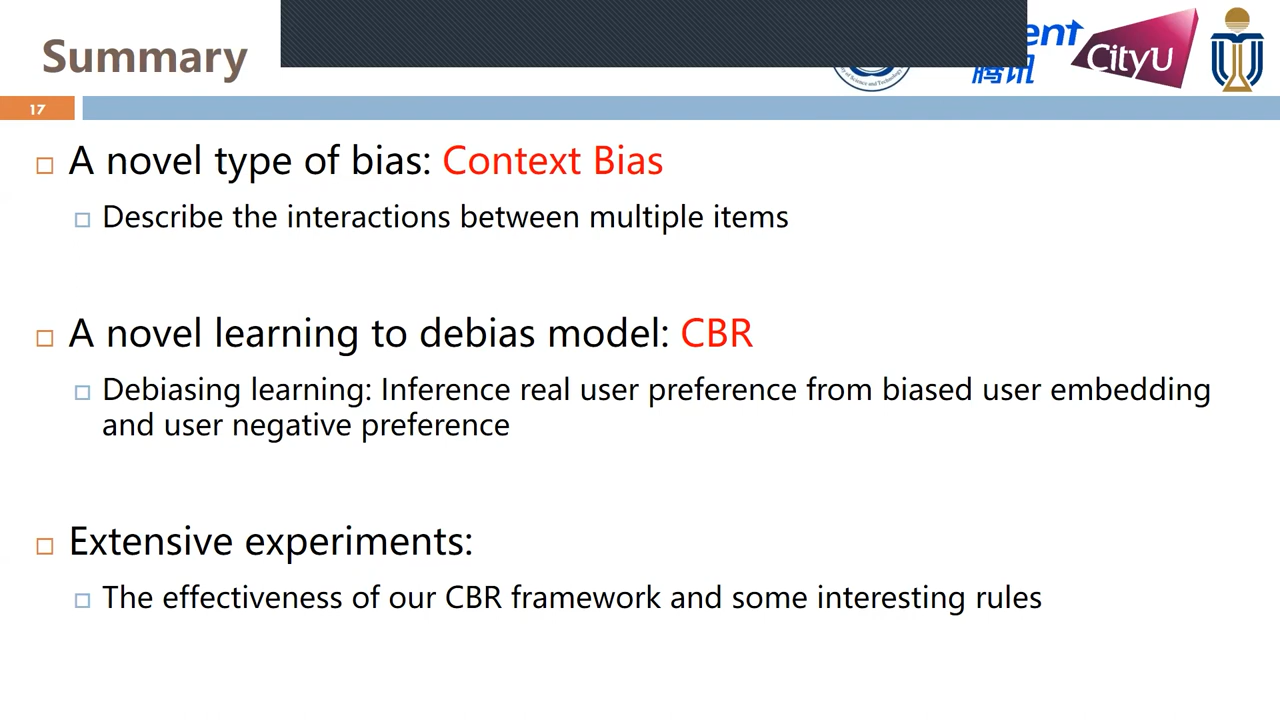 Summary
17
腾讯
CityU
A novel type of bias: Context Bias
Describe the interactions between multiple items
A novel learning to debias model: CBR
Debiasing learning: Inference real user preference from biased user embedding
and user negative preference
Extensive experiments:
The effectiveness of our CBR framework and some interesting rules